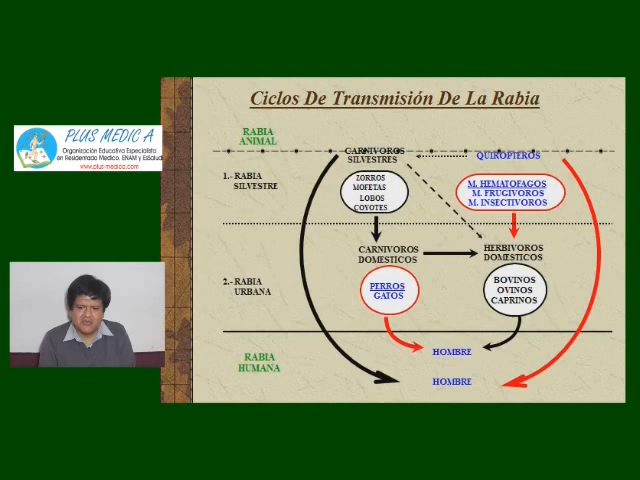 PLUS MEDIC A
Organización Educativa Especialista
en Residentado Medico, ENAM y EsSalud
www.plus-medica.com
Ciclos De Transmisión De La Rabia
RABIA
ANIMAL
CARNIVOROS
SILVESTRES
QUIROPTEROS
1.- RABIA
SILVESTRE
ZORROS
MOFETAS
LOBOS
COYOTES
M. HEMATOFAGOS
M. FRUGIVOROS
M. INSECTIVOROS
CARNIVOROS
DOMESTICOS
HERBIVOROS
DOMESTICOS
2.- RABIA
URBANA
PERROS
GATOS
BOVINOS
OVINOS
CAPRINOS
RABIA
HUMANA
HOMBRE
HOMBRE